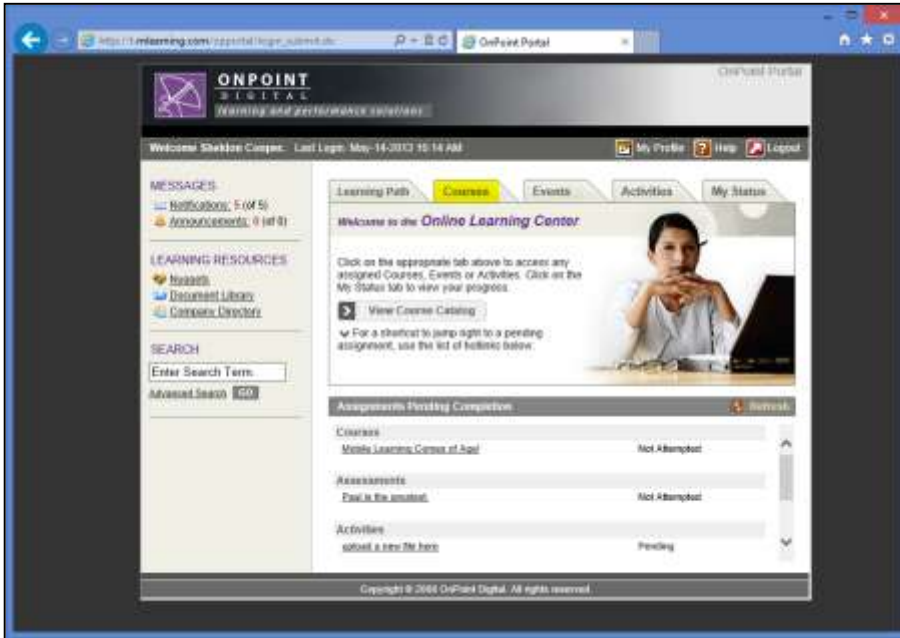 OnPoint Portal
OnPoint Portal
ONPOINT
DIGITAL
learning and performance solutions
Welcome Sheldon Cooper. Last Login: May-14-2013 15:14 AM
My Profile Help Logout
MESSAGES
Notifications: 5 (of 5)
Announcements: 0 (of 0)
LEARNING RESOURCES
Nuggets
Document Library
Company Directory
SEARCH
Enter Search Term.
Advanced Search GO
Learning Path Courses Events Activities My Status
Welcome to the Online Learning Center
Click on the appropriate tab above to access any
assigned Courses, Events or Activities. Click on the
My Status tab to view your progress.
View Course Catalog
For a shortcut to jump right to a pending
assignment, use the list of hotlinks below:
Assignments Pending Completion Refresh
Courses
Mobile Learning Comes of Age! Not Attempted
Assessments
Paul is the greatest. Not Attempted
Activities
upload a new file here Pending
Copyright © OnPoint Digital. All rights reserved.